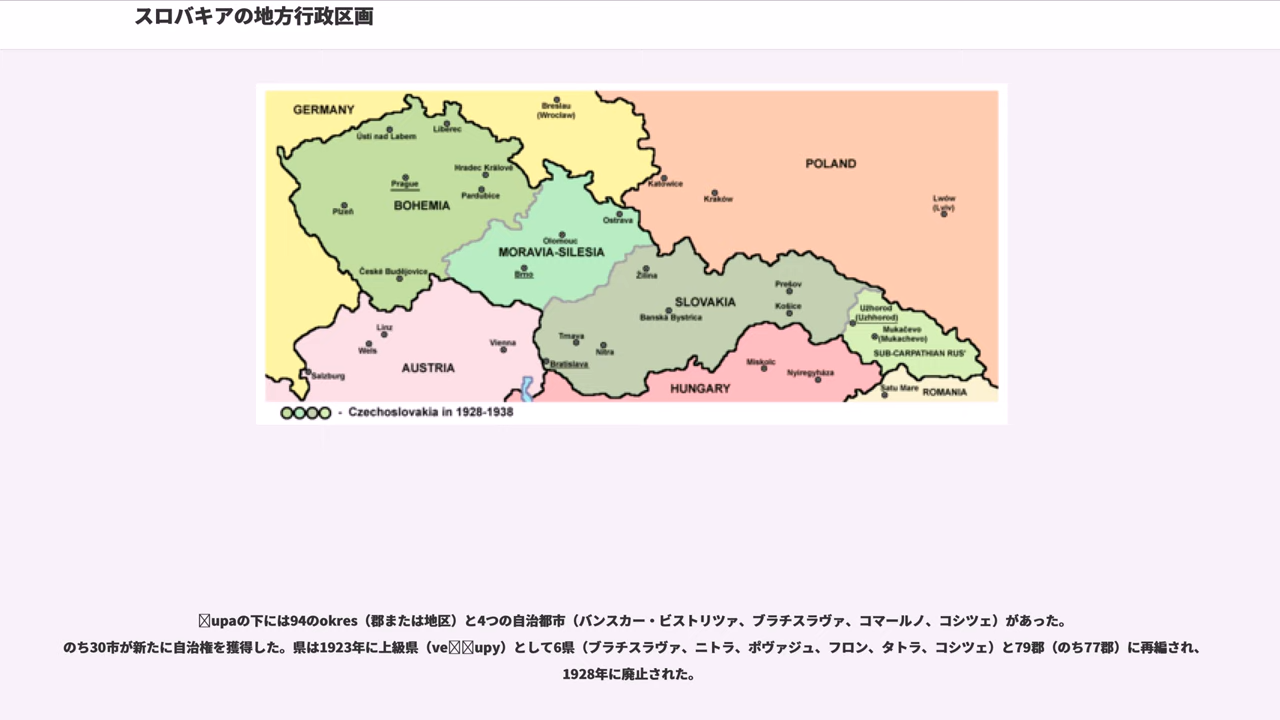 スロバキアの地方行政区画
GERMANY
Breslau
(Wrocław)
Ústí nad Labem
Liberec
POLAND
Hradec Králové
Prague
Katowice
Pardubice
Kraków
Lwów
(Lviv)
Plzeň
BOHEMIA
Ostrava
Olomouc
MORAVIA-SILESIA
České Budějovice
Brno
Žilina
Prešov
SLOVAKIA
Košice
Banská Bystrica
Užhorod
(Uzhhorod)
Linz
Mukačevo
(Mukachevo)
Wels
Vienna
Trnava
Nitra
SUB-CARPATHIAN RUS'
AUSTRIA
Bratislava
Miskolc
Salzburg
Nyíregyháza
HUNGARY
Satu Mare
ROMANIA
- Czechoslovakia in 1928-1938
□upaの下には94のokres（郡または地区）と4つの自治都市（バンスカー・ビストリツァ、ブラチスラヴァ、コマールノ、コシツェ）があった。
のち30市が新たに自治権を獲得した。県は1923年に上級県（ve□□upy）として6県（ブラチスラヴァ、ニトラ、ポヴァジュ、フロン、タトラ、コシツェ）と79郡（のち77郡）に再編され、
1928年に廃止された。